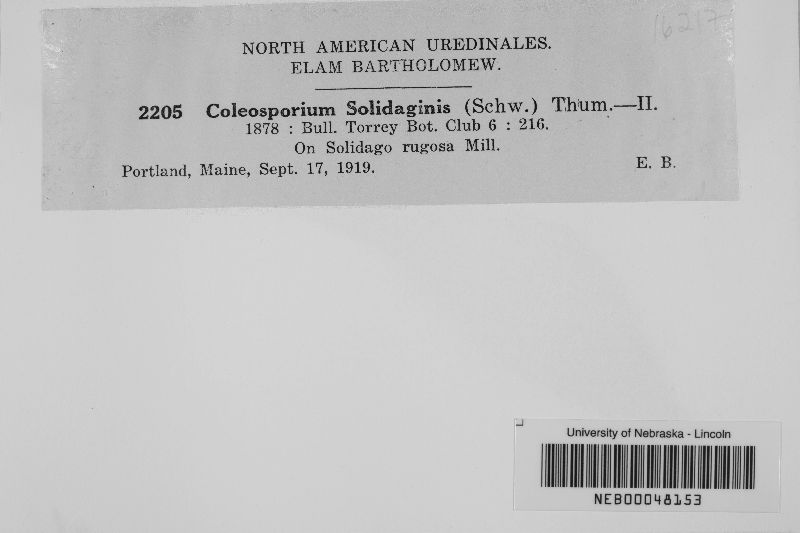 16217
NORTH AMERICAN UREDINALES.
ELAM BARTHOLOMEW.
2205 Coleosporium Solidaginis (Schw.) Thum.—II.
1878 : Bull. Torrey Bot. Club 6 : 216.
On Solidago rugosa Mill.
Portland, Maine, Sept. 17, 1919. E. B.
University of Nebraska - Lincoln
NEB00048153